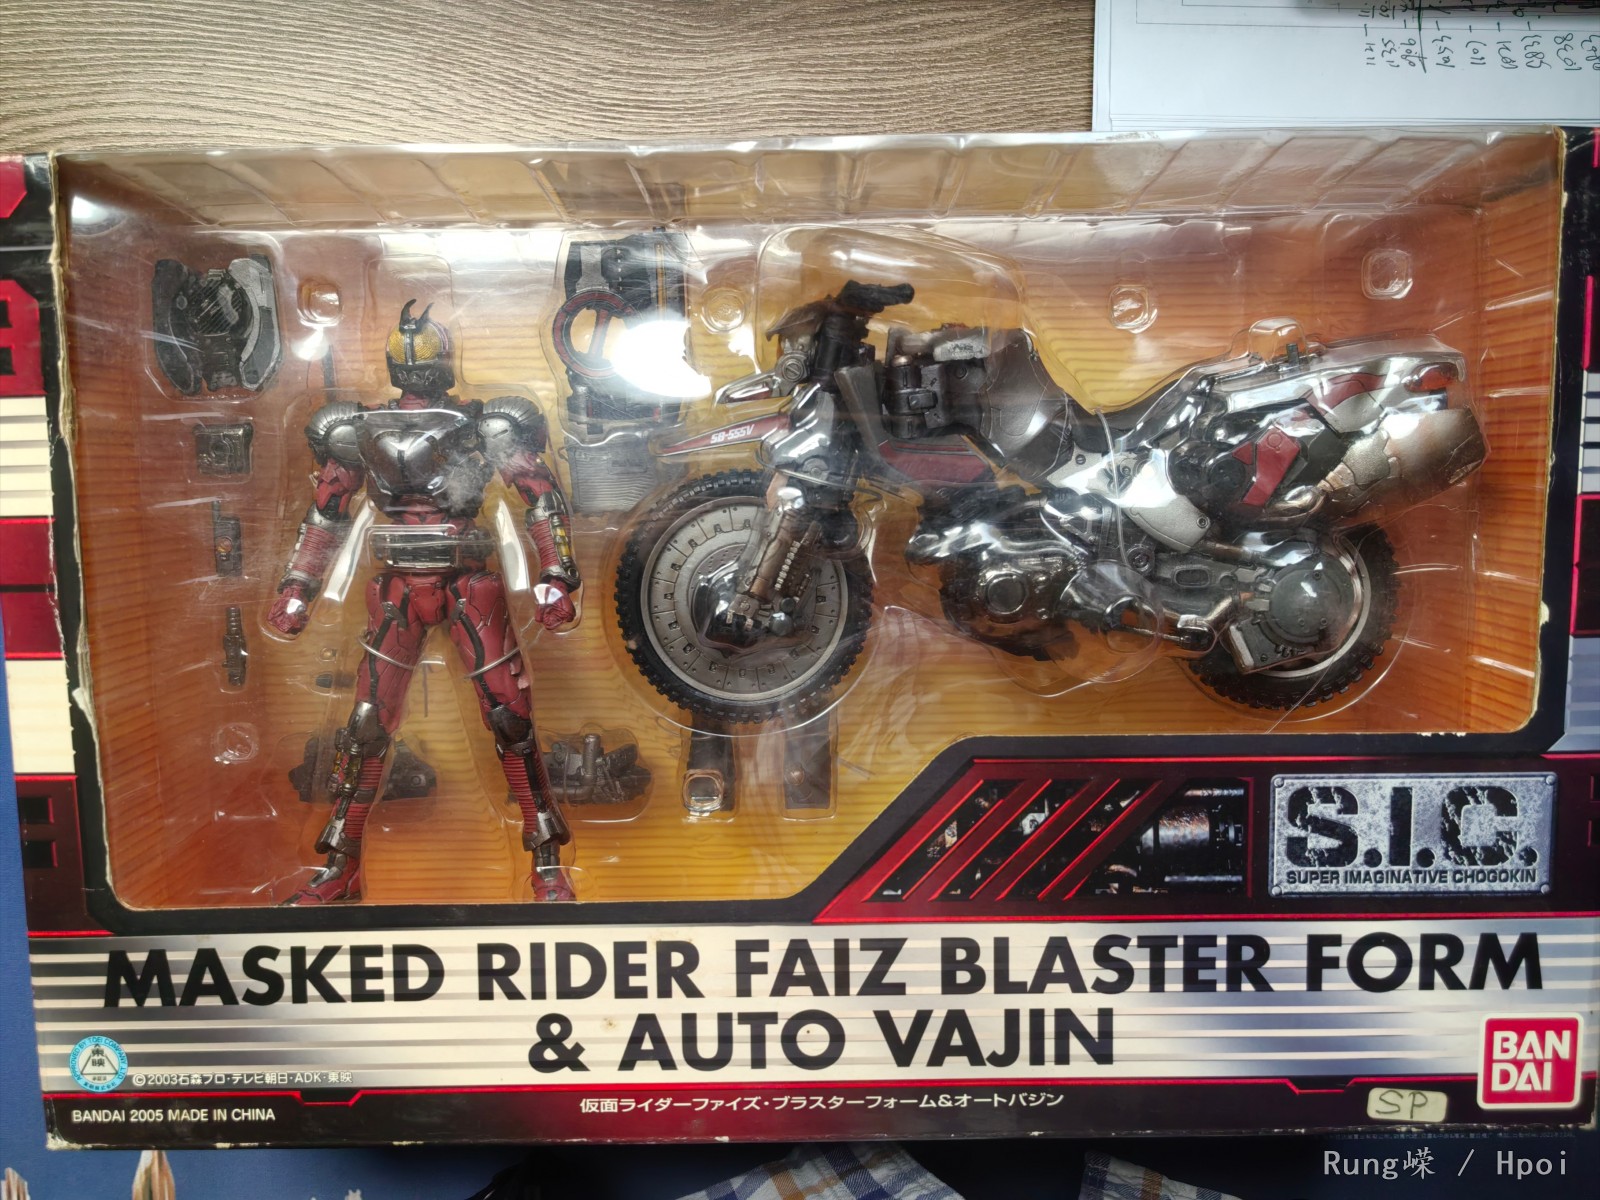 SB-555V
S.I.C.
SUPER IMAGINATIVE CHOGOKIN
MASKED RIDER FAIZ BLASTER FORM
& AUTO VAJIN
東映
©2003石森プロ・テレビ朝日・ADK・東映
BANDAI 2005 MADE IN CHINA
仮面ライダーファイズ・ブラスターフォーム&オートバジン
SP
BAN
DAI
Rung嵘 / Hpoi